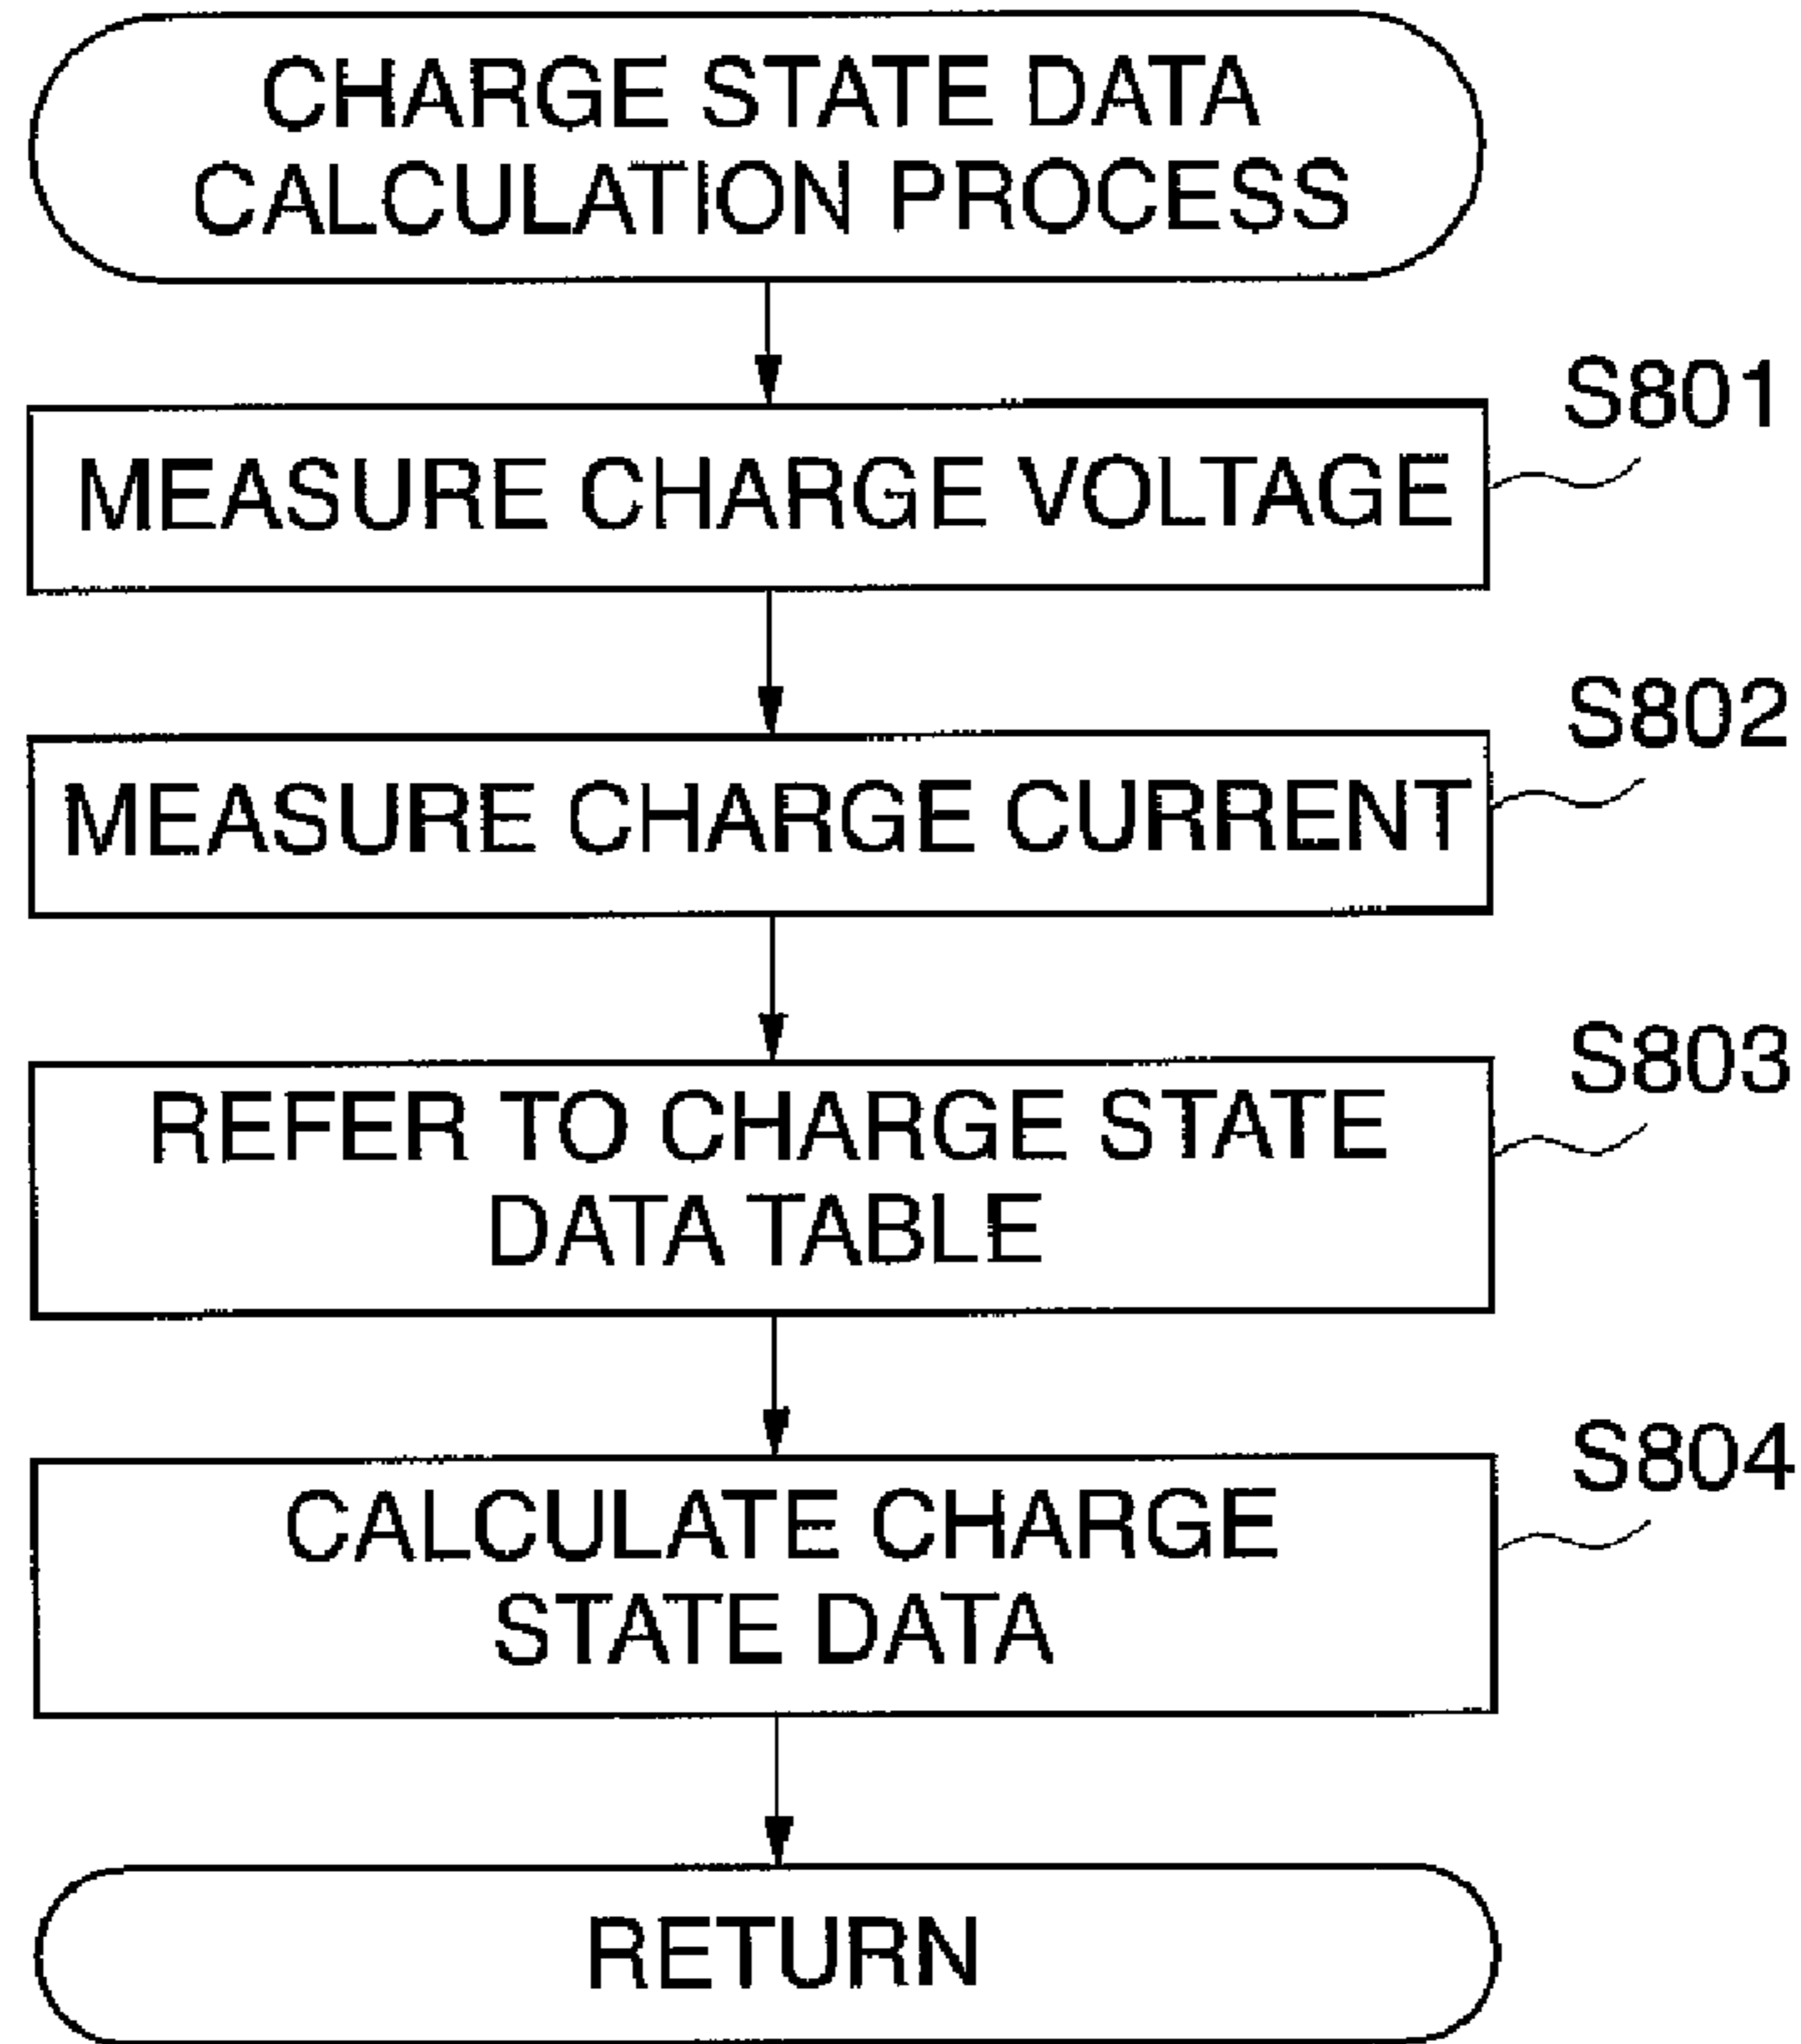 CHARGE STATE DATA
CALCULATION PROCESS
S801
MEASURE CHARGE VOLTAGE
S802
MEASURE CHARGE CURRENT
S803
REFER TO CHARGE STATE
DATA TABLE
S804
CALCULATE CHARGE
STATE DATA
RETURN